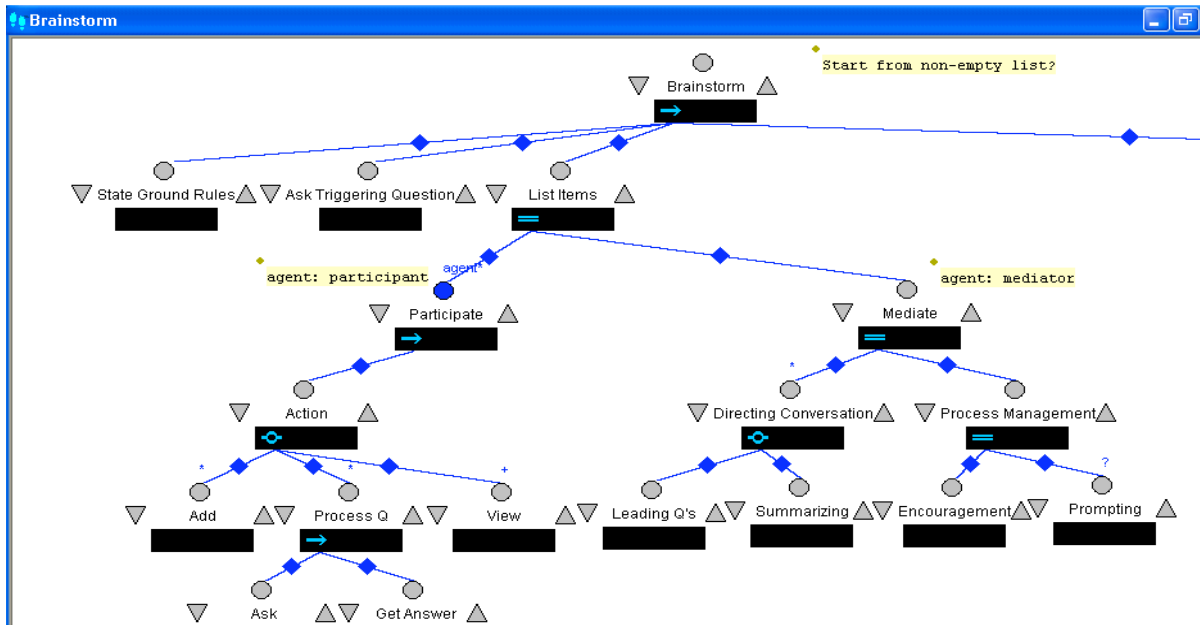 Brainstorm
Start from non-empty list?
Brainstorm
State Ground Rules
Ask Triggering Question
List Items
agent: participant
agent*
agent: mediator
Participate
Mediate
*
Action
Directing Conversation
Process Management
*
*
+
?
Add
Process Q
View
Leading Q's
Summarizing
Encouragement
Prompting
Ask
Get Answer